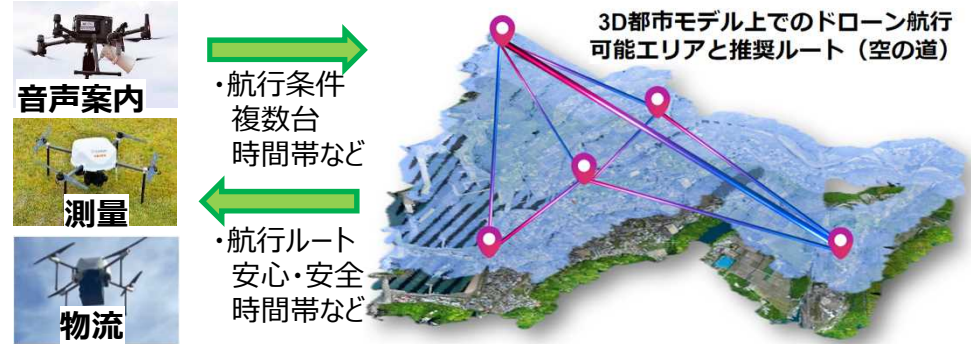 3D都市モデル上でのドローン航行
可能エリアと推奨ルート（空の道）
音声案内
・航行条件
複数台
時間帯など
測量
・航行ルート
安心・安全
時間帯など
物流